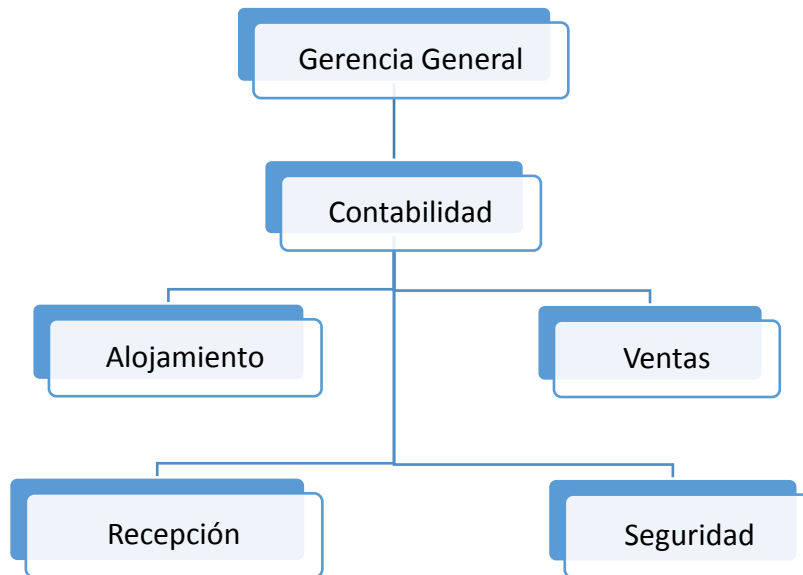 Gerencia General
Contabilidad
Alojamiento
Ventas
Recepción
Seguridad